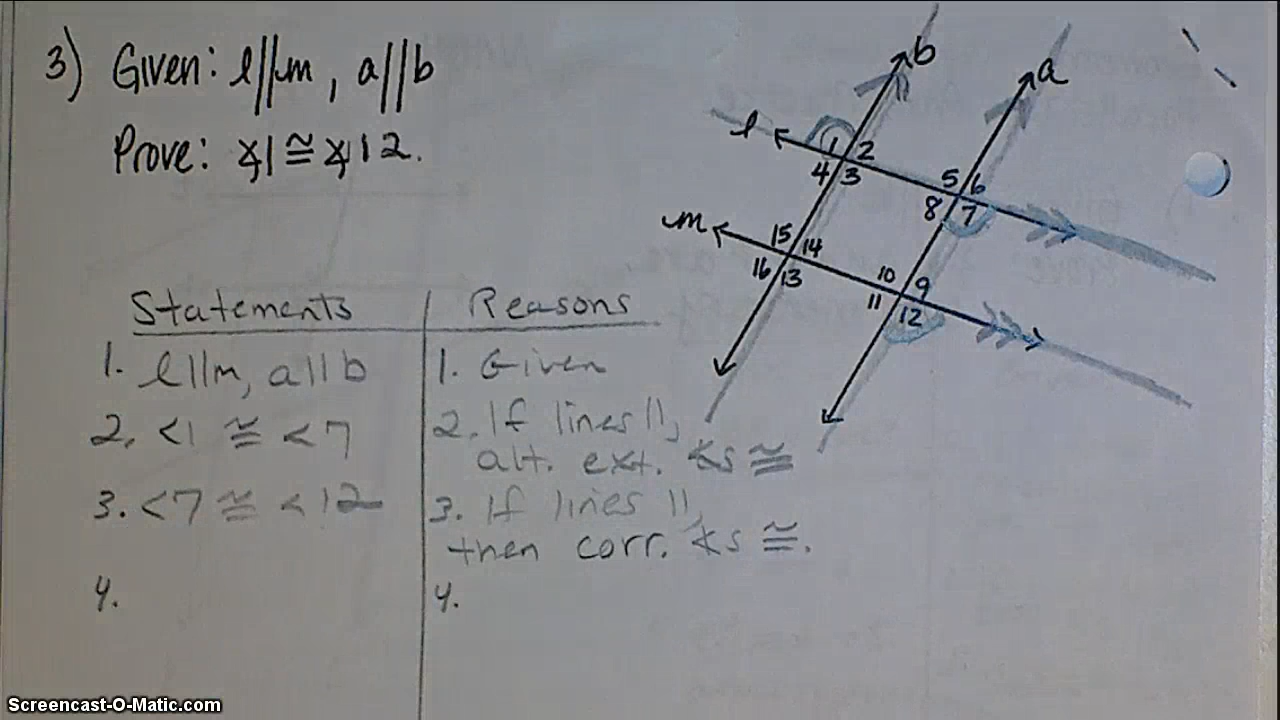 3) Given: l||m, a||b
Prove: ∡1 ≅ ∡12.
b
a
l
1 2
4 3
5 6
8 7
m
15 14
16 13
10 9
11 12
Statements | Reasons
1. l||m, a||b | 1. Given
2. <1 ≅ <7 | 2. If lines ||,
alt. ext. ∡s ≅
3. <7 ≅ <12 | 3. If lines ||,
then corr. ∡s ≅.
4. | 4.
Screencast-O-Matic.com